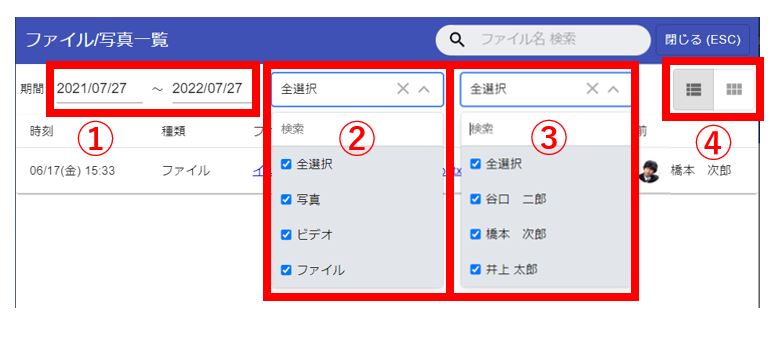 ファイル/写真一覧
ファイル名 検索
閉じる (ESC)
期間 2021/07/27 ～ 2022/07/27
全選択
全選択
① ② ③ ④
時刻 種類
検索
検索
前
06/17(金) 15:33 ファイル
橋本 次郎
全選択
写真
ビデオ
ファイル
全選択
谷口 二郎
橋本 次郎
井上 太郎